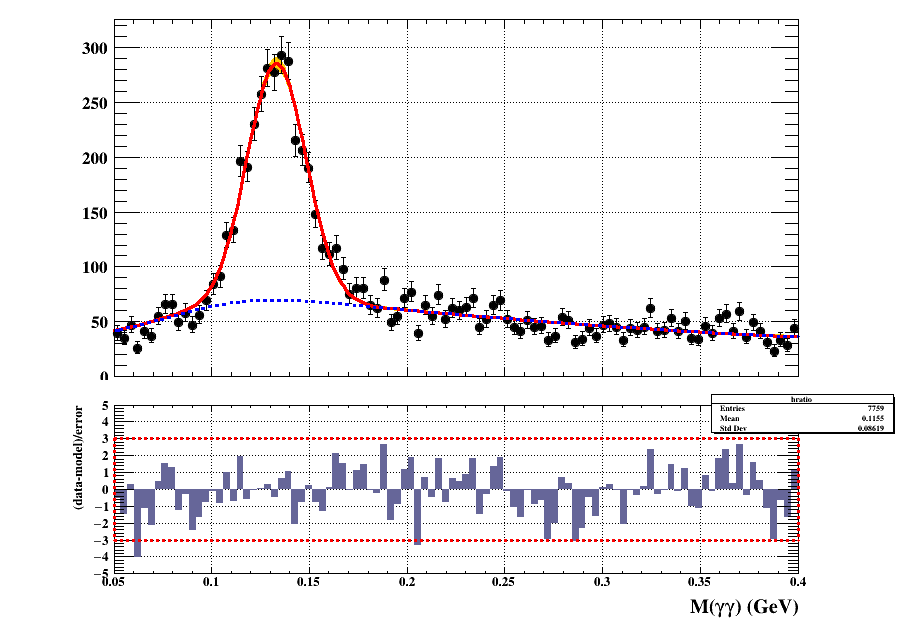 300
250
200
150
100
50
0
hratio
Entries 7759
Mean 0.1155
Std Dev 0.08619
(data-model)/error
5
4
3
2
1
0
−1
−2
−3
−4
−5
0.05 0.1 0.15 0.2 0.25 0.3 0.35 0.4
M(γγ) (GeV)